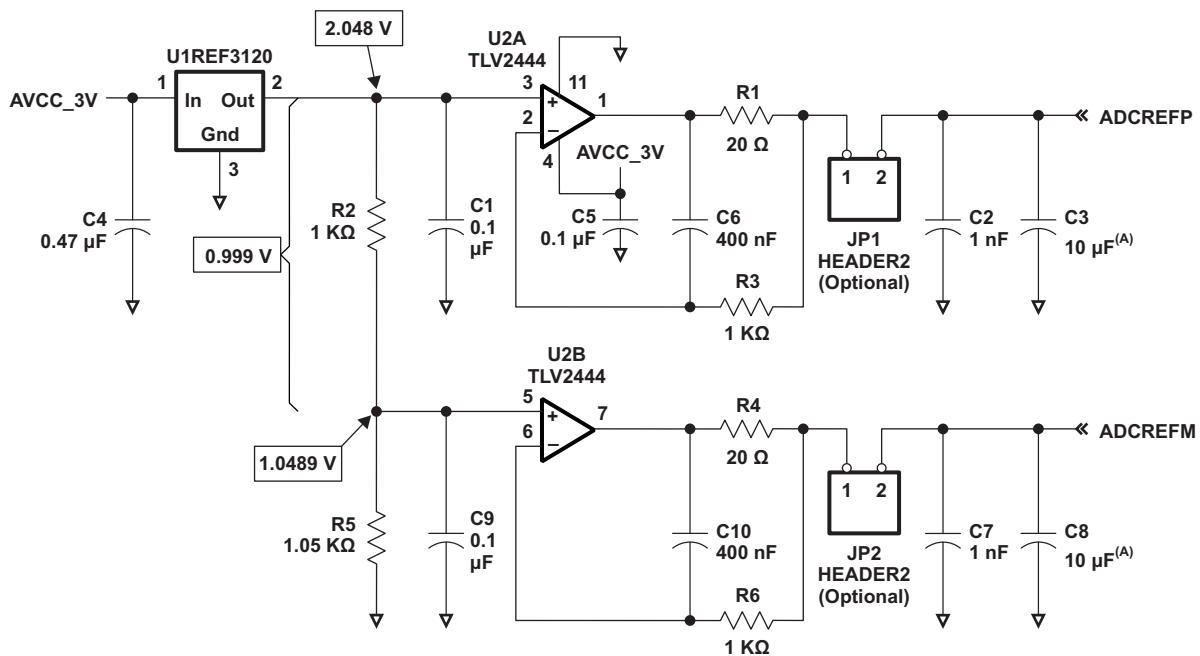 2.048 V
U1REF3120
1
2
AVCC_3V
In
Out
Gnd
3
C4
0.47 µF
0.999 V
R2
1 KΩ
C1
0.1
µF
U2A
TLV2444
3
11
+
1
2
−
4
AVCC_3V
C5
0.1 µF
C6
400 nF
R1
20 Ω
R3
1 KΩ
1
2
JP1
HEADER2
(Optional)
ADCREFP
C2
1 nF
C3
10 µF(A)
1.0489 V
R5
1.05 KΩ
C9
0.1
µF
U2B
TLV2444
5
+
7
6
−
C10
400 nF
R4
20 Ω
R6
1 KΩ
1
2
JP2
HEADER2
(Optional)
ADCREFM
C7
1 nF
C8
10 µF(A)